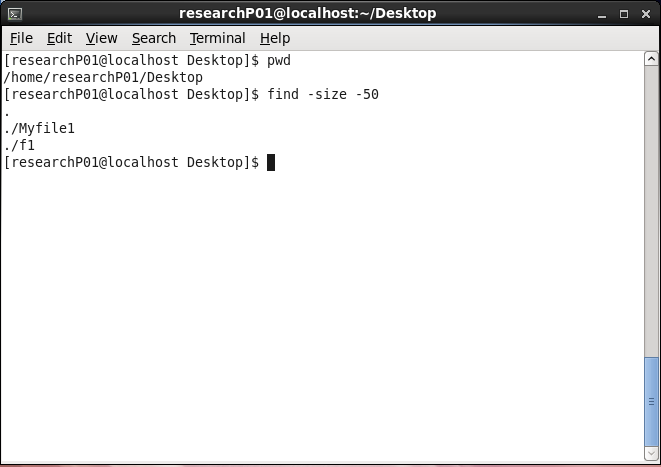 researchP01@localhost:~/Desktop
File Edit View Search Terminal Help
[researchP01@localhost Desktop]$ pwd
/home/researchP01/Desktop
[researchP01@localhost Desktop]$ find -size -50
.
./Myfile1
./f1
[researchP01@localhost Desktop]$